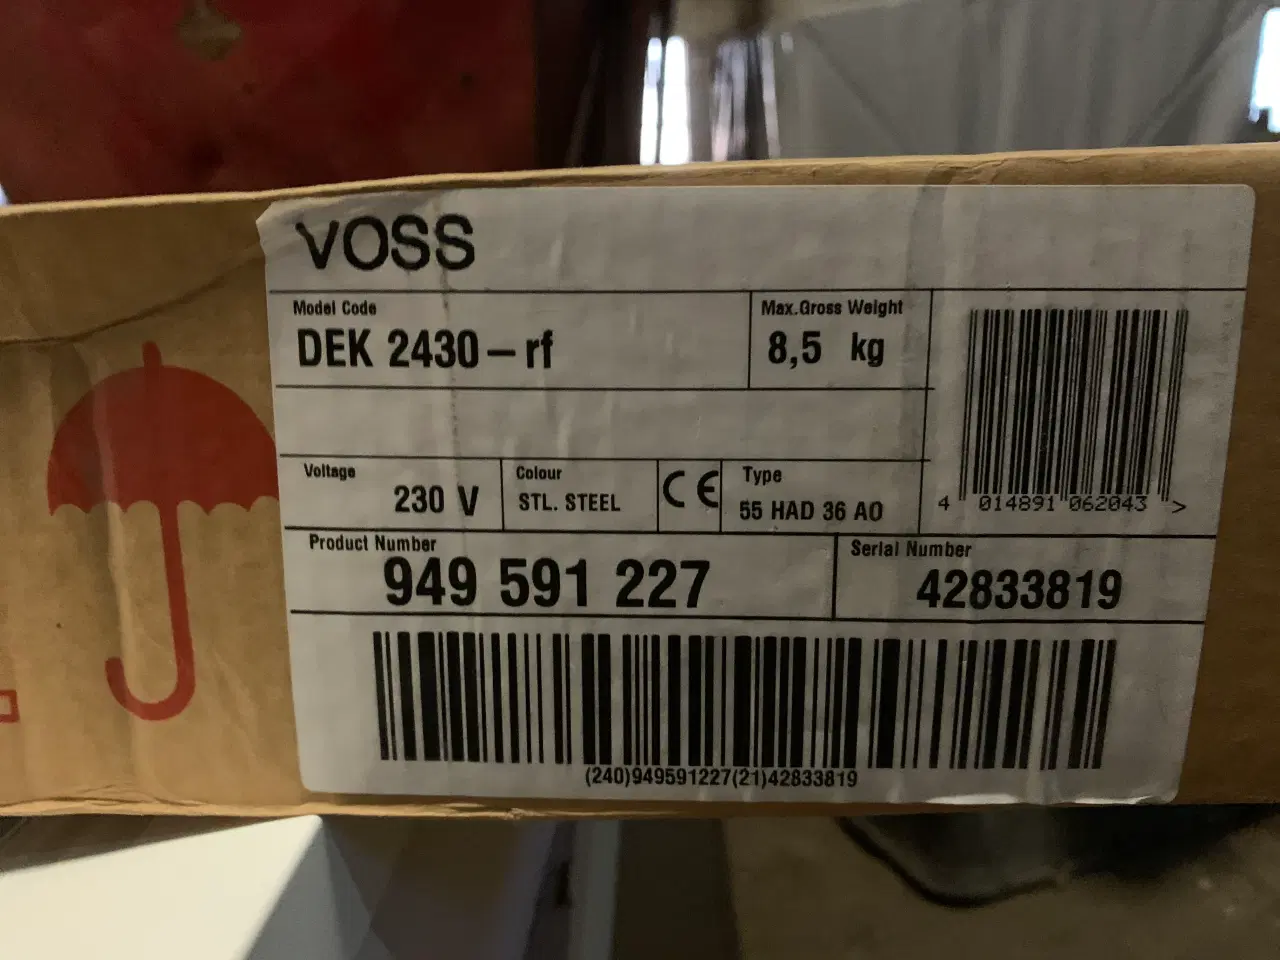 VOSS
Model Code
DEK 2430 – rf
Max.Gross Weight
8,5 kg
Voltage
230 V
Colour
STL. STEEL
CE
Type
55 HAD 36 AO
4 014891 062043 >
Product Number
949 591 227
Serial Number
42833819
(240)949591227(21)42833819